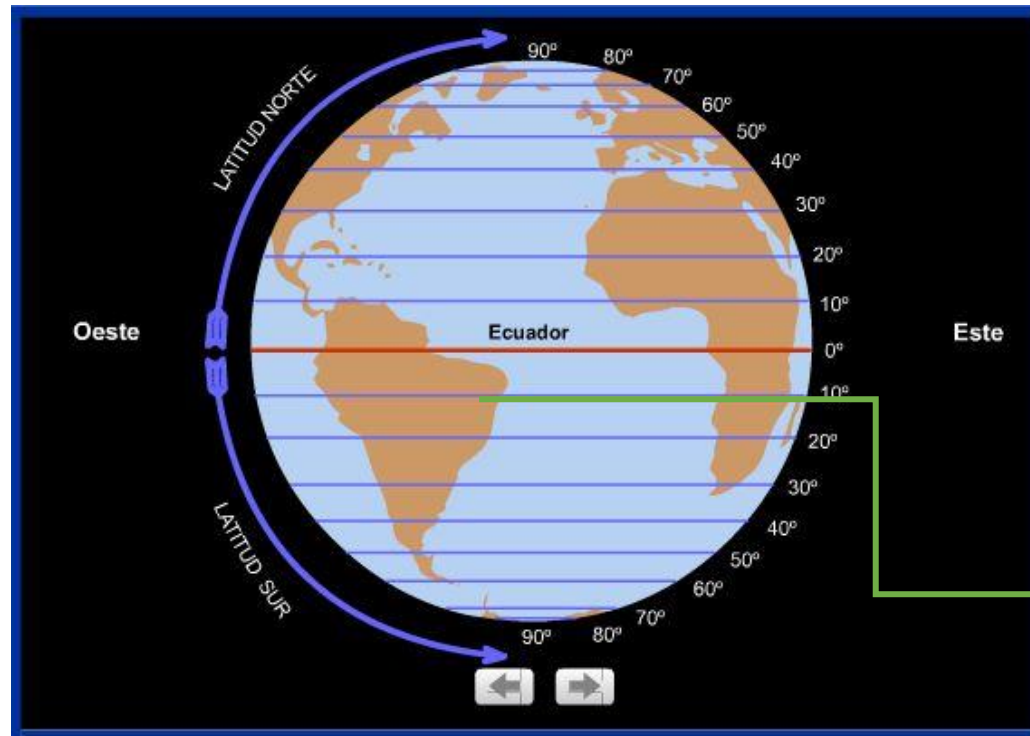 90º
80º
70º
60º
50º
40º
30º
20º
10º
LATITUD NORTE
Oeste
Ecuador
Este
0º
10º
20º
30º
40º
50º
60º
70º
80º
90º
LATITUD SUR